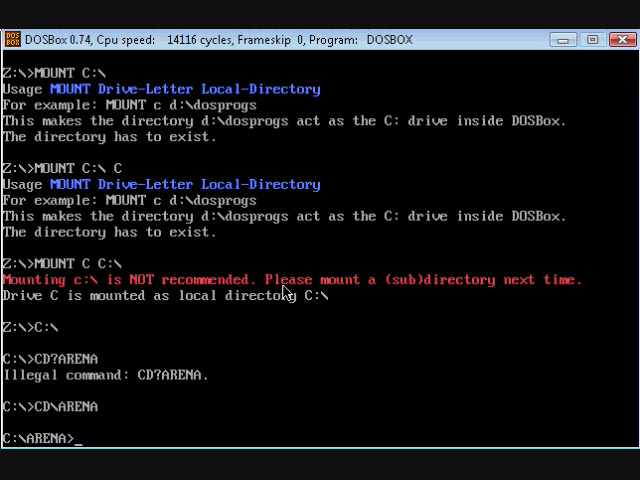 DOS
BOX
DOSBox 0.74, Cpu speed: 14116 cycles, Frameskip 0, Program: DOSBOX
Z:\>MOUNT C:\
Usage MOUNT Drive-Letter Local-Directory
For example: MOUNT c d:\dosprogs
This makes the directory d:\dosprogs act as the C: drive inside DOSBox.
The directory has to exist.
Z:\>MOUNT C:\ C
Usage MOUNT Drive-Letter Local-Directory
For example: MOUNT c d:\dosprogs
This makes the directory d:\dosprogs act as the C: drive inside DOSBox.
The directory has to exist.
Z:\>MOUNT C C:\
Mounting c:\ is NOT recommended. Please mount a (sub)directory next time.
Drive C is mounted as local directory C:\
Z:\>C:\
C:\>CD?ARENA
Illegal command: CD?ARENA.
C:\>CD\ARENA
C:\ARENA>_